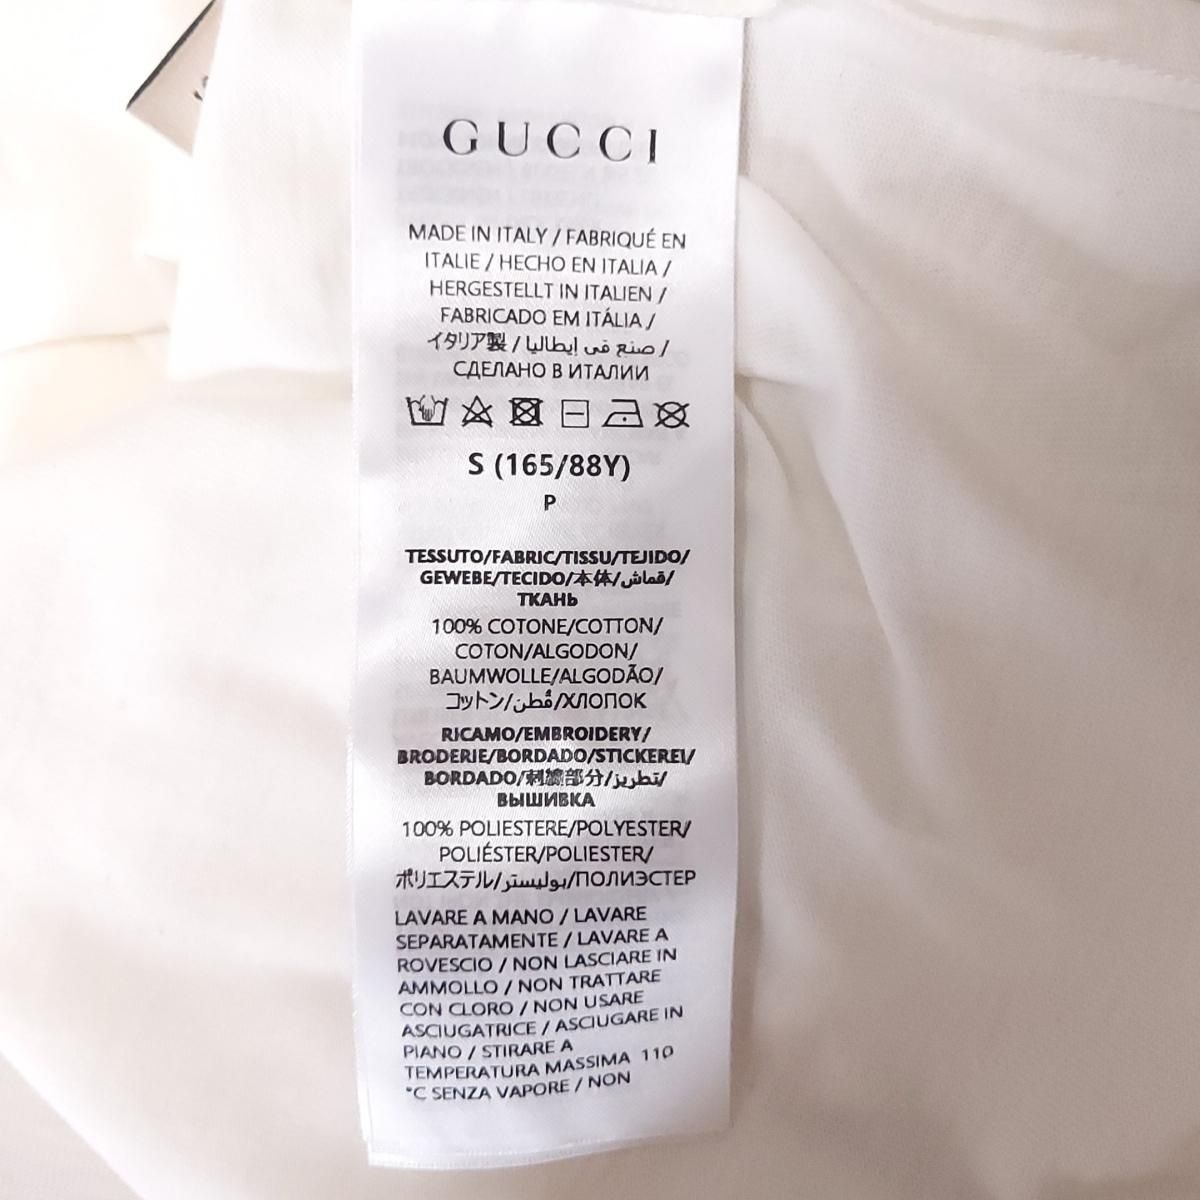 GUCCI
MADE IN ITALY / FABRIQUÉ EN
ITALIE / HECHO EN ITALIA /
HERGESTELLT IN ITALIEN /
FABRICADO EM ITÁLIA /
イタリア製 / صنع في إيطاليا /
СДЕЛАНО В ИТАЛИИ
S (165/88Y)
P
TESSUTO/FABRIC/TISSU/TEJIDO/
GEWEBE/TECIDO/本体/قماش/
ТКАНЬ
100% COTONE/COTTON/
COTON/ALGODON/
BAUMWOLLE/ALGODÃO/
コットン/قُطن/ХЛОПОК
RICAMO/EMBROIDERY/
BRODERIE/BORDADO/STICKEREI/
BORDADO/刺繍部分/تطريز/
ВЫШИВКА
100% POLIESTERE/POLYESTER/
POLIÉSTER/POLIESTER/
ポリエステル/بوليستر/ПОЛИЭСТЕР
LAVARE A MANO / LAVARE
SEPARATAMENTE / LAVARE A
ROVESCIO / NON LASCIARE IN
AMMOLLO / NON TRATTARE
CON CLORO / NON USARE
ASCIUGATRICE / ASCIUGARE IN
PIANO / STIRARE A
TEMPERATURA MASSIMA 110
°C SENZA VAPORE / NON